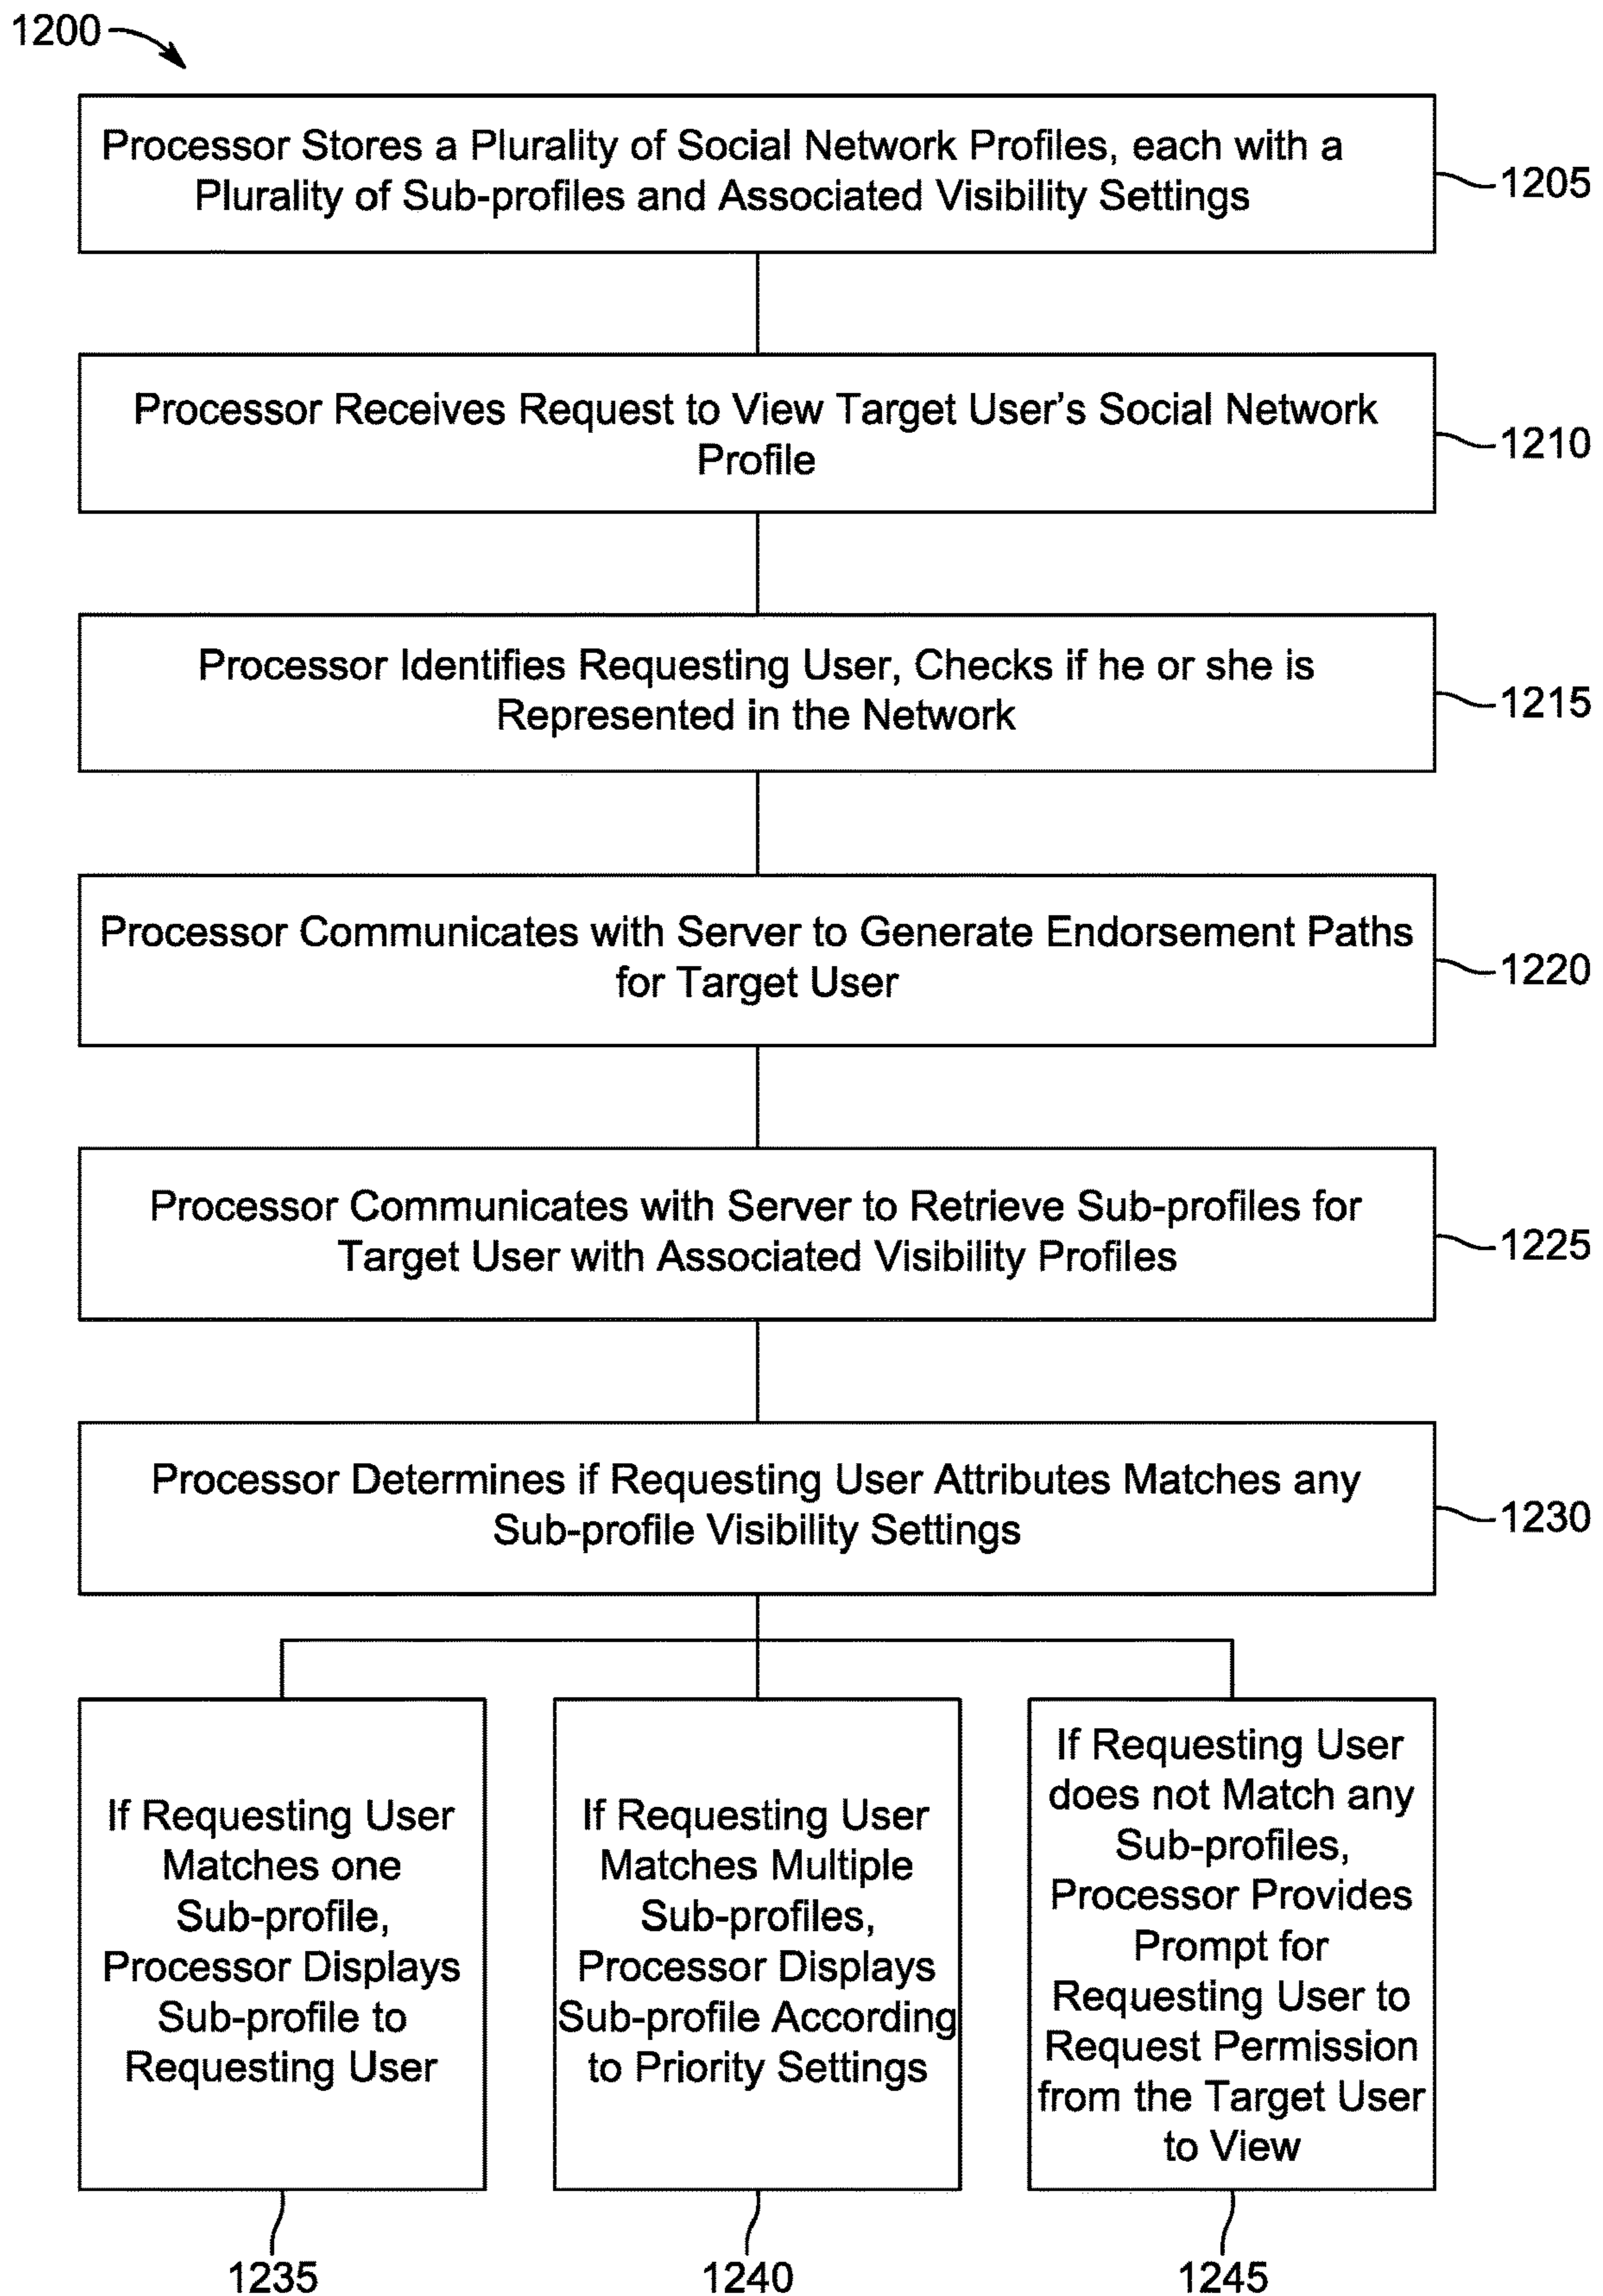 1200
Processor Stores a Plurality of Social Network Profiles, each with a
Plurality of Sub-profiles and Associated Visibility Settings
1205
Processor Receives Request to View Target User's Social Network
Profile
1210
Processor Identifies Requesting User, Checks if he or she is
Represented in the Network
1215
Processor Communicates with Server to Generate Endorsement Paths
for Target User
1220
Processor Communicates with Server to Retrieve Sub-profiles for
Target User with Associated Visibility Profiles
1225
Processor Determines if Requesting User Attributes Matches any
Sub-profile Visibility Settings
1230
If Requesting User
Matches one
Sub-profile,
Processor Displays
Sub-profile to
Requesting User
1235
If Requesting User
Matches Multiple
Sub-profiles,
Processor Displays
Sub-profile According
to Priority Settings
1240
If Requesting User
does not Match any
Sub-profiles,
Processor Provides
Prompt for
Requesting User to
Request Permission
from the Target User
to View
1245